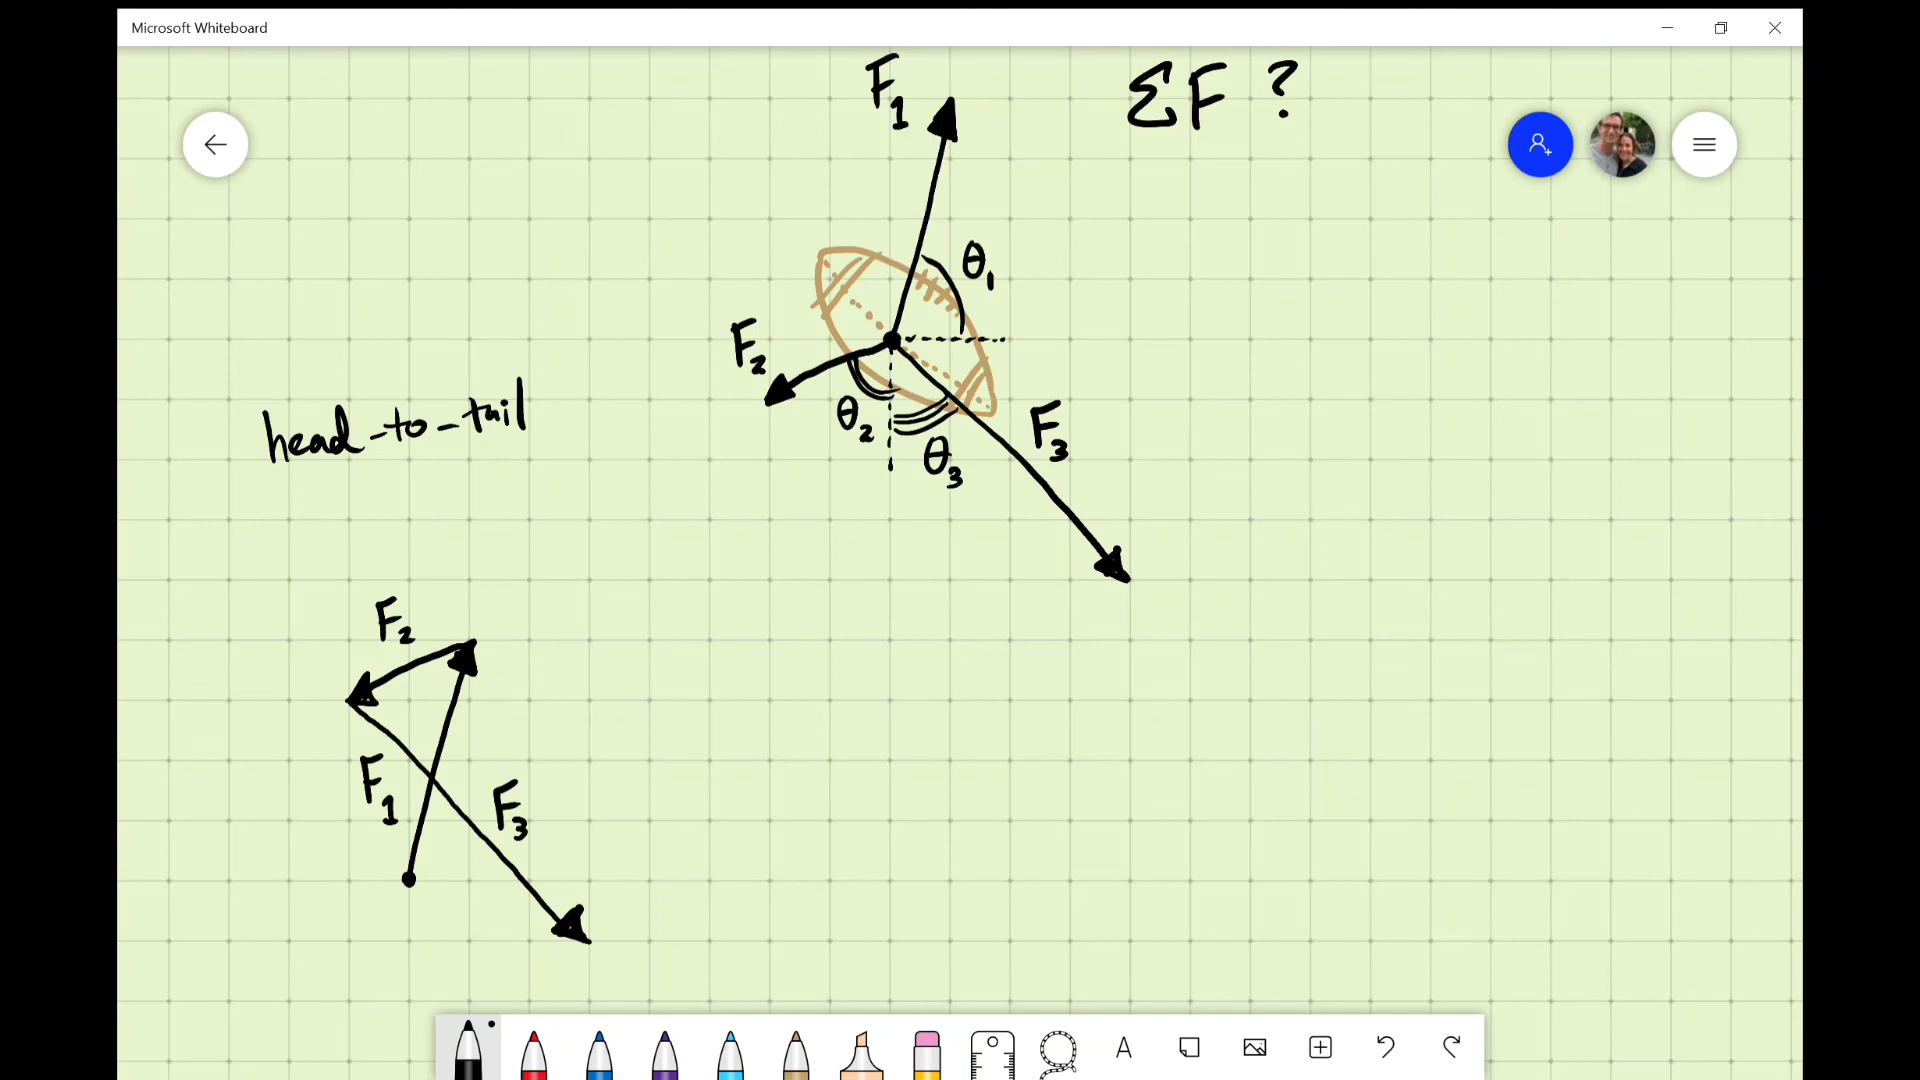 Microsoft Whiteboard
F₁
ΣF ?
θ₁
F₂
head-to-tail
θ₂
F₃
θ₃
F₂
F₁
F₃
A